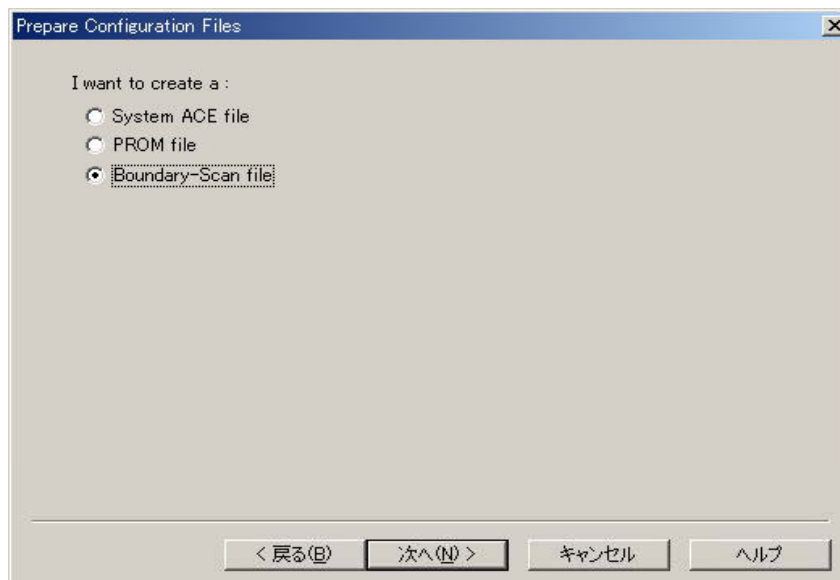 Prepare Configuration Files
I want to create a :
System ACE file
PROM file
Boundary-Scan file
< 戻る(B) 次へ(N) > キャンセル ヘルプ